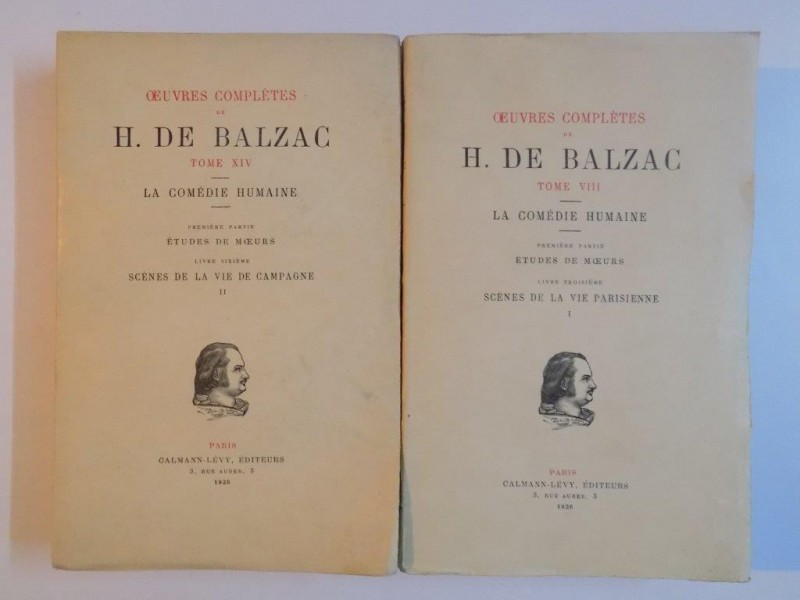 ŒUVRES COMPLÈTES
DE
H. DE BALZAC
TOME XIV
LA COMÉDIE HUMAINE
PREMIÈRE PARTIE
ÉTUDES DE MŒURS
LIVRE SIXIÈME
SCÈNES DE LA VIE DE CAMPAGNE
II
PARIS
CALMANN-LÉVY, ÉDITEURS
3, RUE AUBER, 3
ŒUVRES COMPLÈTES
DE
H. DE BALZAC
TOME VIII
LA COMÉDIE HUMAINE
PREMIÈRE PARTIE
ETUDES DE MŒURS
LIVRE TROISIÈME
SCÈNES DE LA VIE PARISIENNE
I
PARIS
CALMANN-LÉVY, ÉDITEURS
3, RUE AUBER, 3